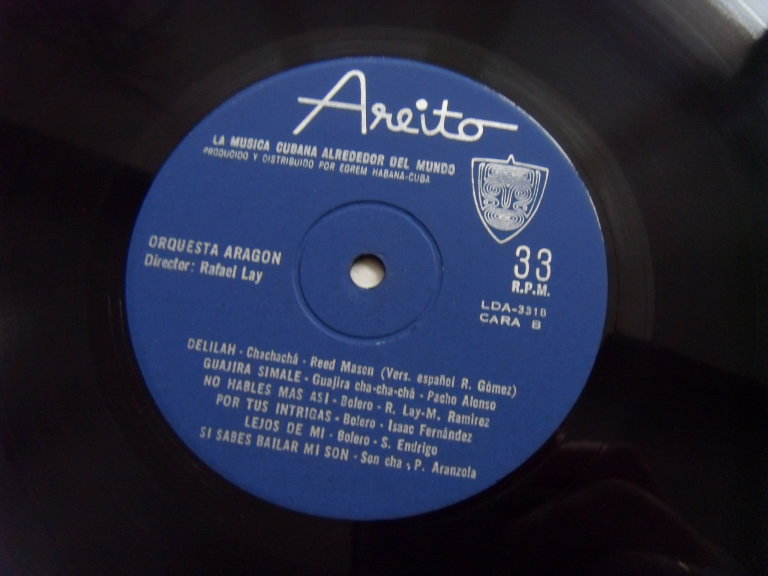 Areito
LA MUSICA CUBANA ALREDEDOR DEL MUNDO
PRODUCIDO Y DISTRIBUIDO POR EGREM HABANA-CUBA
ORQUESTA ARAGON
Director: Rafael Lay
33
R.P.M.
LDA-3318
CARA B
DELILAH - Chachachá - Reed Mason (Vers. español R. Gómez)
GUAJIRA SIMALE - Guajira cha-cha-chá - Pacho Alonso
NO HABLES MAS ASI - Bolero - R. Lay-M. Ramirez
POR TUS INTRIGAS - Bolero - Isaac Fernández
LEJOS DE MI - Bolero - S. Endrigo
SI SABES BAILAR MI SON - Son cha - P. Aranzola